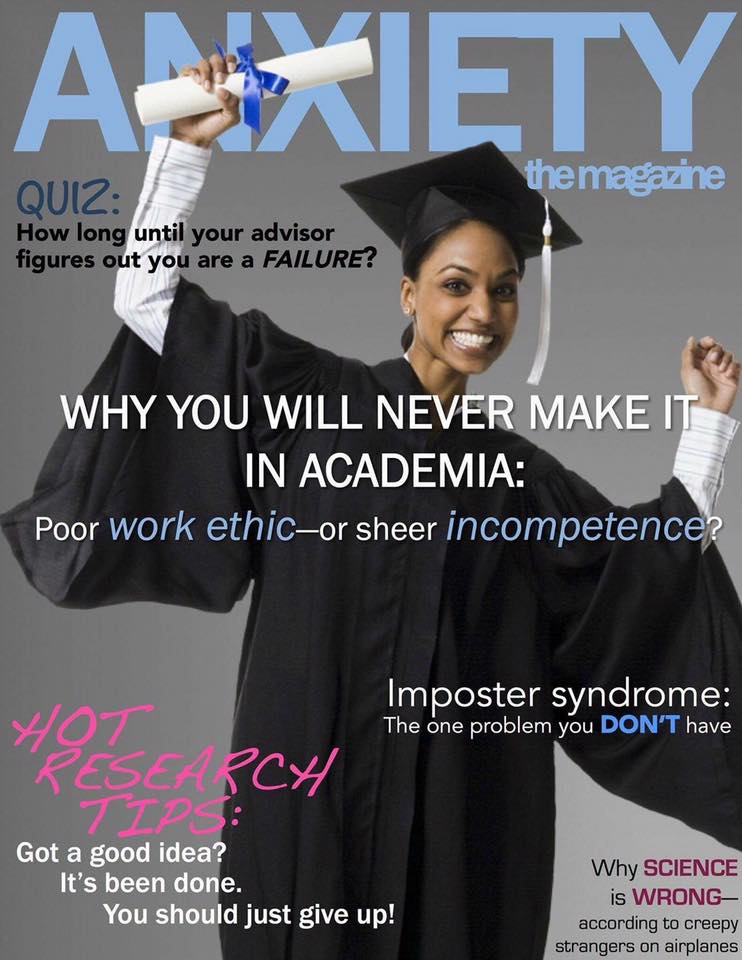 ANXIETY
the magazine
QUIZ:
How long until your advisor
figures out you are a FAILURE?
WHY YOU WILL NEVER MAKE IT
IN ACADEMIA:
Poor work ethic—or sheer incompetence?
Imposter syndrome:
The one problem you DON'T have
HOT
RESEARCH
TIPS:
Got a good idea?
It's been done.
You should just give up!
Why SCIENCE
is WRONG—
according to creepy
strangers on airplanes